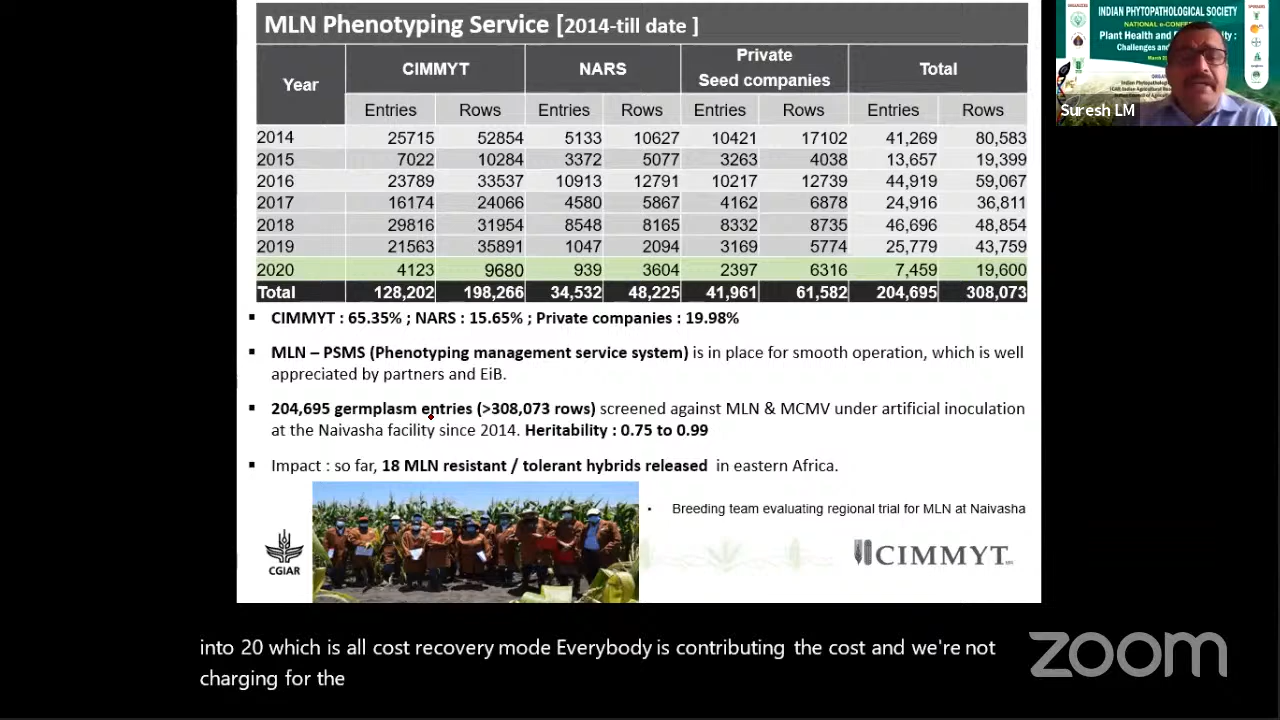 MLN Phenotyping Service [2014-till date ]
Year CIMMYT NARS Private Seed companies Total
Entries Rows Entries Rows Entries Rows Entries Rows
2014 25715 52854 5133 10627 10421 17102 41,269 80,583
2015 7022 10284 3372 5077 3263 4038 13,657 19,399
2016 23789 33537 10913 12791 10217 12739 44,919 59,067
2017 16174 24066 4580 5867 4162 6878 24,916 36,811
2018 29816 31954 8548 8165 8332 8735 46,696 48,854
2019 21563 35891 1047 2094 3169 5774 25,779 43,759
2020 4123 9680 939 3604 2397 6316 7,459 19,600
Total 128,202 198,266 34,532 48,225 41,961 61,582 204,695 308,073
▪ CIMMYT : 65.35% ; NARS : 15.65% ; Private companies : 19.98%
▪ MLN – PSMS (Phenotyping management service system) is in place for smooth operation, which is well
appreciated by partners and EiB.
▪ 204,695 germplasm entries (>308,073 rows) screened against MLN & MCMV under artificial inoculation
at the Naivasha facility since 2014. Heritability : 0.75 to 0.99
▪ Impact : so far, 18 MLN resistant / tolerant hybrids released in eastern Africa.
• Breeding team evaluating regional trial for MLN at Naivasha
CGIAR
CIMMYT
INDIAN PHYTOPATHOLOGICAL SOCIETY
NATIONAL
Plant Health and
Challenges and
Suresh LM
into 20 which is all cost recovery mode Everybody is contributing the cost and we're not
charging for the
zoom